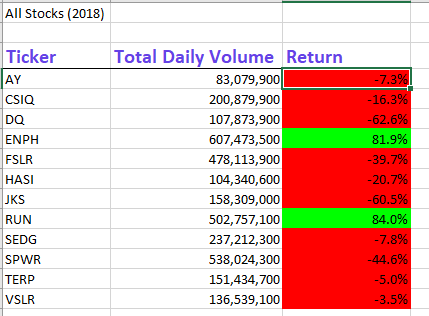 All Stocks (2018)
Ticker Total Daily Volume Return
AY 83,079,900 -7.3%
CSIQ 200,879,900 -16.3%
DQ 107,873,900 -62.6%
ENPH 607,473,500 81.9%
FSLR 478,113,900 -39.7%
HASI 104,340,600 -20.7%
JKS 158,309,000 -60.5%
RUN 502,757,100 84.0%
SEDG 237,212,300 -7.8%
SPWR 538,024,300 -44.6%
TERP 151,434,700 -5.0%
VSLR 136,539,100 -3.5%